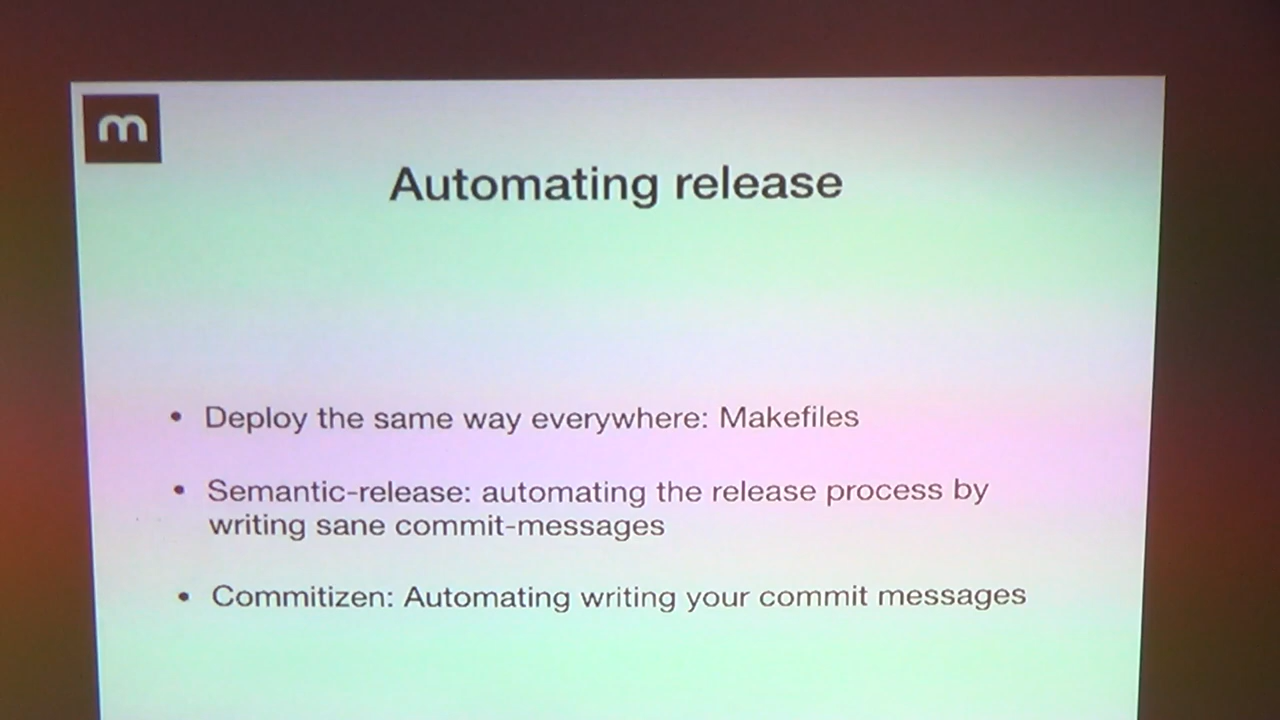 m
Automating release
• Deploy the same way everywhere: Makefiles
• Semantic-release: automating the release process by
writing sane commit-messages
• Commitizen: Automating writing your commit messages